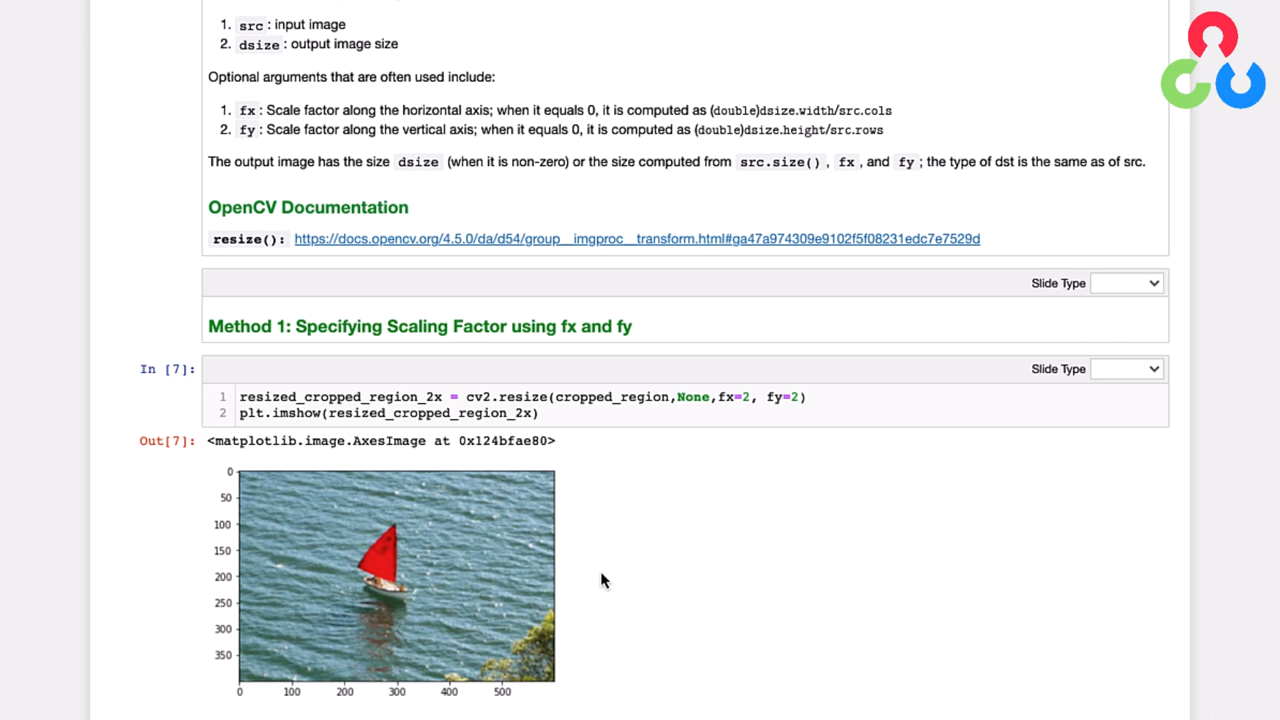 1. src : input image
2. dsize : output image size
Optional arguments that are often used include:
1. fx : Scale factor along the horizontal axis; when it equals 0, it is computed as (double)dsize.width/src.cols
2. fy : Scale factor along the vertical axis; when it equals 0, it is computed as (double)dsize.height/src.rows
The output image has the size dsize (when it is non-zero) or the size computed from src.size() , fx , and fy ; the type of dst is the same as of src.
OpenCV Documentation
resize(): https://docs.opencv.org/4.5.0/da/d54/group__imgproc__transform.html#ga47a974309e9102f5f08231edc7e7529d
Slide Type
Method 1: Specifying Scaling Factor using fx and fy
In [7]:
Slide Type
1 resized_cropped_region_2x = cv2.resize(cropped_region,None,fx=2, fy=2)
2 plt.imshow(resized_cropped_region_2x)
Out[7]: <matplotlib.image.AxesImage at 0x124bfae80>
0
50
100
150
200
250
300
350
0 100 200 300 400 500